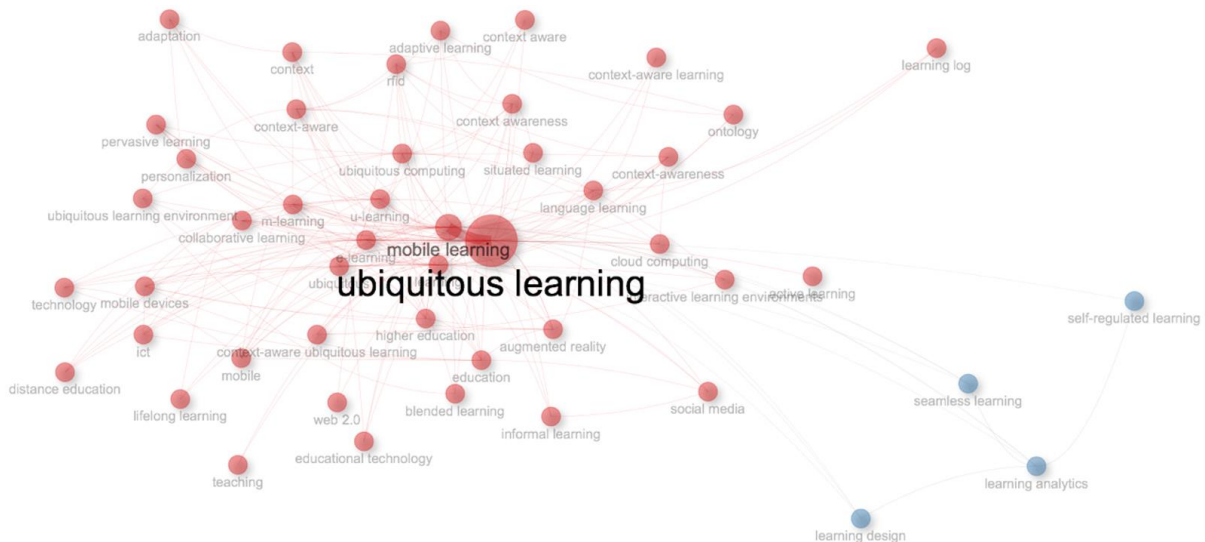 adaptation
adaptive learning
context aware
context
rfid
context-aware learning
learning log
context-aware
context awareness
ontology
pervasive learning
personalization
ubiquitous computing
situated learning
context-awareness
ubiquitous learning environment
m-learning
u-learning
language learning
collaborative learning
mobile learning
e-learning
cloud computing
ubiquitous
learning
ubiquitous learning
active learning
technology
mobile devices
self-regulated learning
higher education
augmented reality
ict
context-aware ubiquitous learning
mobile
education
distance education
seamless learning
lifelong learning
web 2.0
blended learning
social media
informal learning
educational technology
teaching
learning analytics
learning design